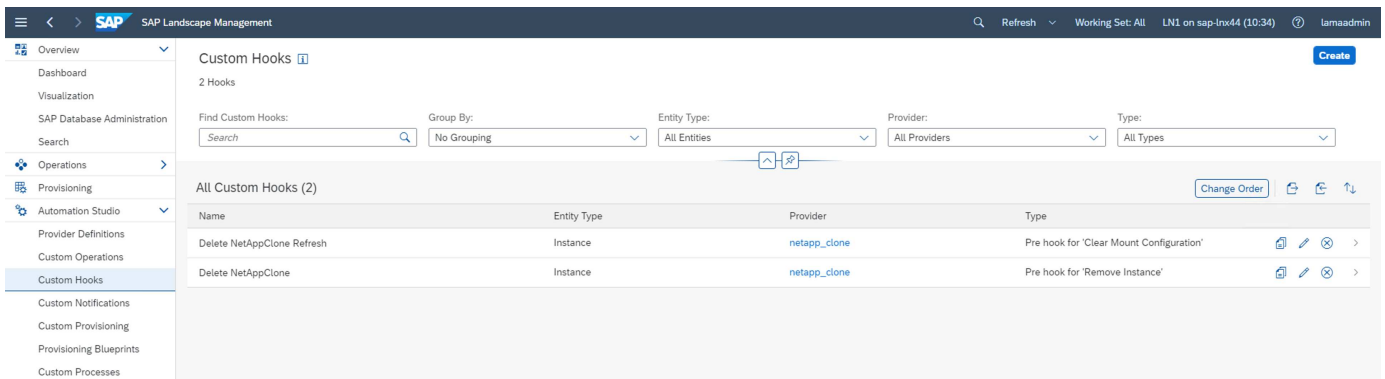 SAP SAP Landscape Management Refresh Working Set: All LN1 on sap-lnx44 (10:34) lamaadmin
Overview
Dashboard
Visualization
SAP Database Administration
Search
Operations
Provisioning
Automation Studio
Provider Definitions
Custom Operations
Custom Hooks
Custom Notifications
Custom Provisioning
Provisioning Blueprints
Custom Processes
Custom Hooks
Create
2 Hooks
Find Custom Hooks: Group By: Entity Type: Provider: Type:
Search No Grouping All Entities All Providers All Types
All Custom Hooks (2) Change Order
Name Entity Type Provider Type
Delete NetAppClone Refresh Instance netapp_clone Pre hook for 'Clear Mount Configuration'
Delete NetAppClone Instance netapp_clone Pre hook for 'Remove Instance'